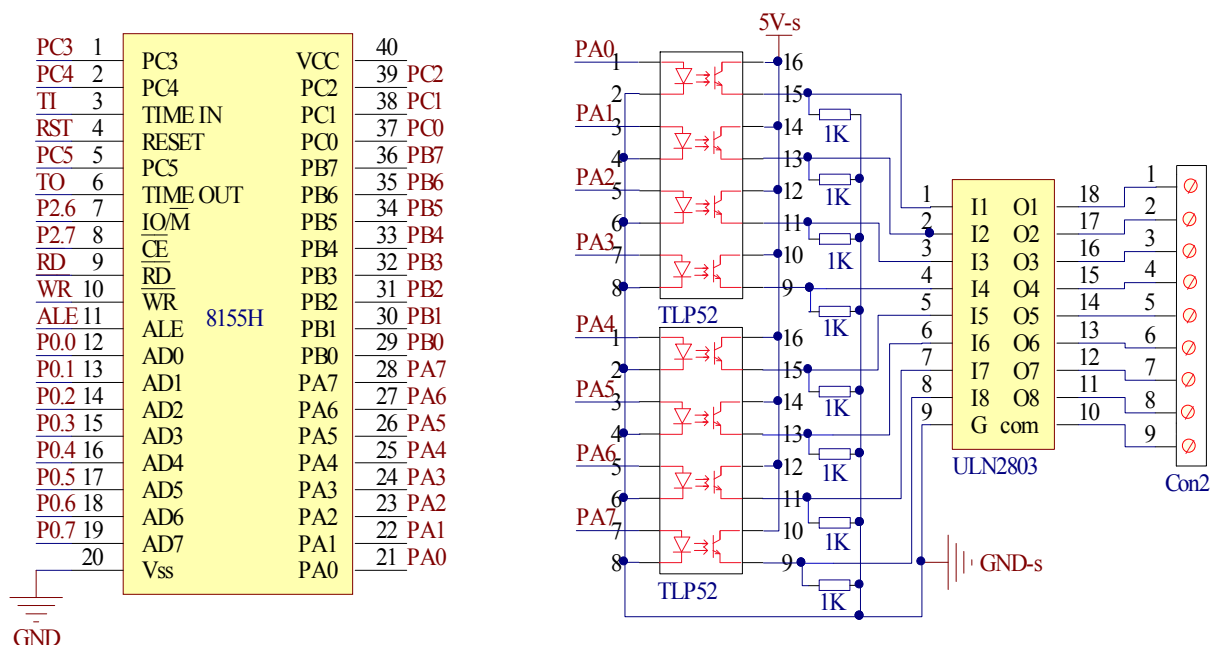 PC3 1 PC3 VCC 40
PC4 2 PC4 PC2 39 PC2
TI 3 TIME IN PC1 38 PC1
RST 4 RESET PC0 37 PC0
PC5 5 PC5 PB7 36 PB7
TO 6 TIME OUT PB6 35 PB6
P2.6 7 IO/M̅ PB5 34 PB5
P2.7 8 C̅E̅ PB4 33 PB4
RD 9 R̅D̅ PB3 32 PB3
WR 10 W̅R̅ PB2 31 PB2
ALE 11 ALE PB1 30 PB1
8155H
P0.0 12 AD0 PB0 29 PB0
P0.1 13 AD1 PA7 28 PA7
P0.2 14 AD2 PA6 27 PA6
P0.3 15 AD3 PA5 26 PA5
P0.4 16 AD4 PA4 25 PA4
P0.5 17 AD5 PA3 24 PA3
P0.6 18 AD6 PA2 23 PA2
P0.7 19 AD7 PA1 22 PA1
20 Vss PA0 21 PA0
GND
5V-s
PA0 1 16
2 15
1K
PA1 3 14
4 13
1K
PA2 5 12
6 11
1K
PA3 7 10
8 9
1K
TLP52
PA4 1 16
2 15
1K
PA5 3 14
4 13
1K
PA6 5 12
6 11
1K
PA7 7 10
8 9
1K
TLP52
1 I1 O1 18 1
2 I2 O2 17 2
3 I3 O3 16 3
4 I4 O4 15 4
5 I5 O5 14 5
6 I6 O6 13 6
7 I7 O7 12 7
8 I8 O8 11 8
9 G com 10 9
ULN2803
Con2
GND-s